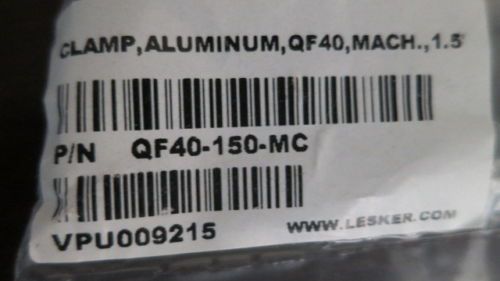 CLAMP,ALUMINUM,QF40,MACH.,1.5
P/N QF40-150-MC
VPU009215
WWW.LESKER.COM